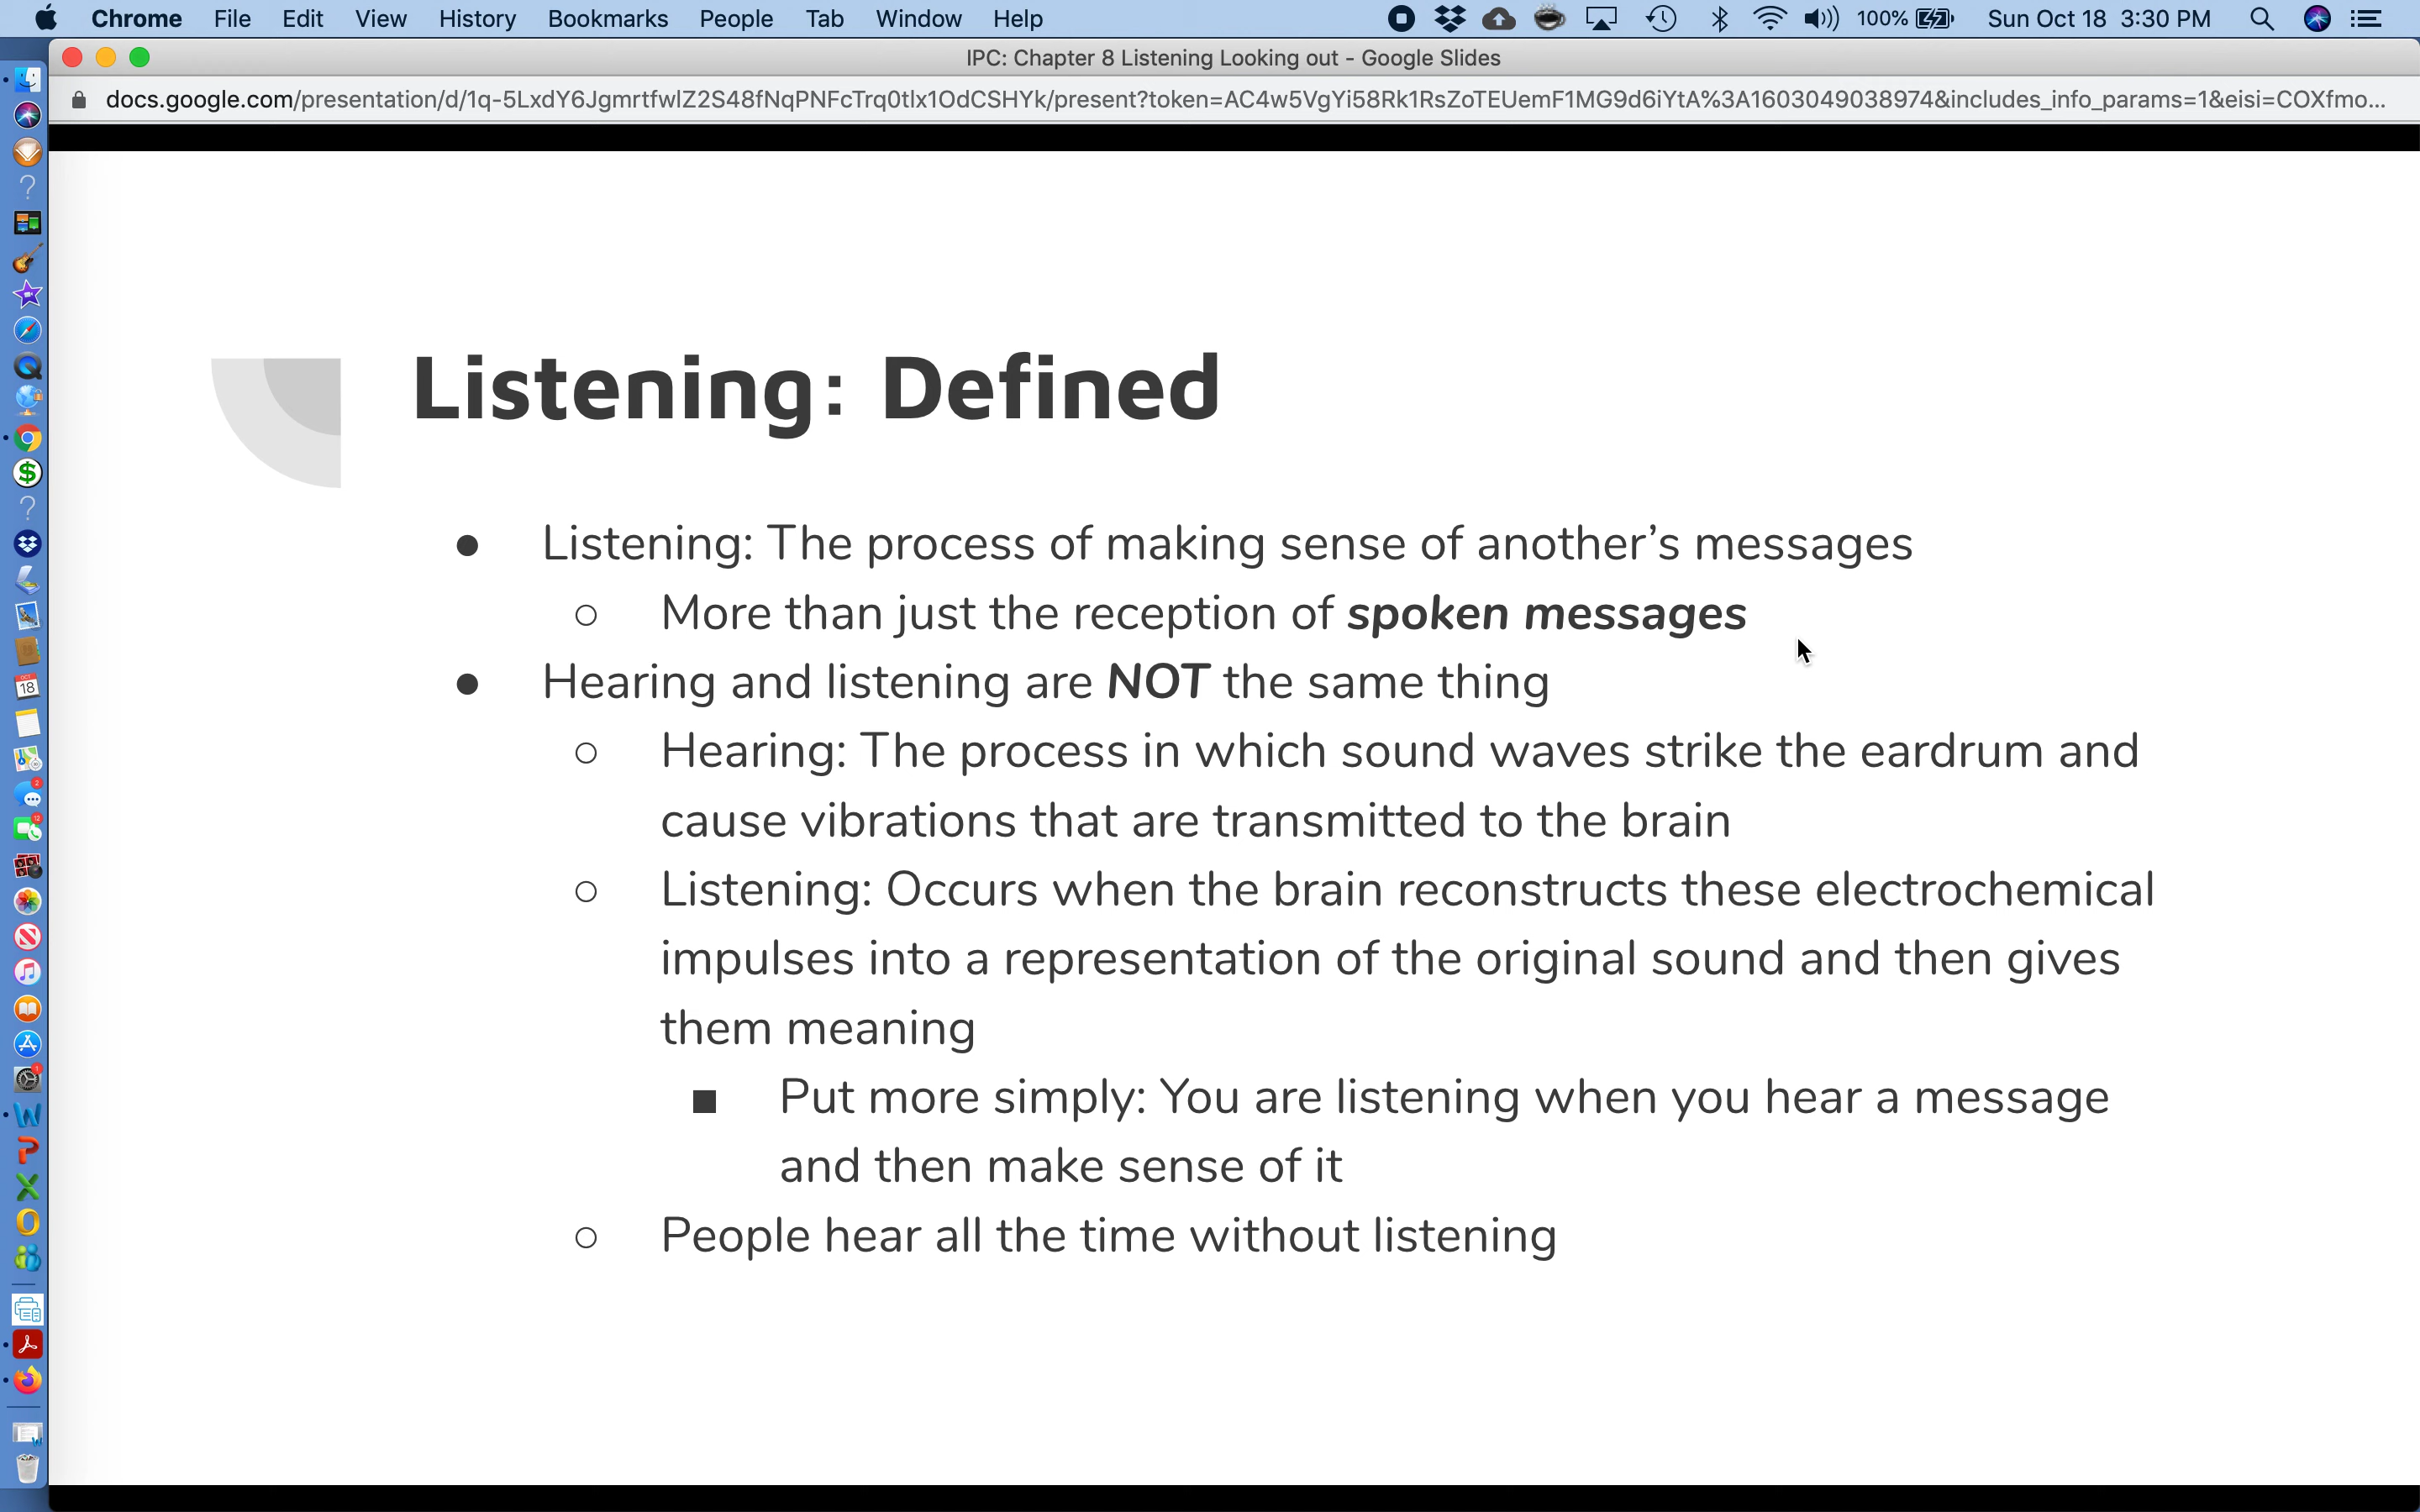 Chrome File Edit View History Bookmarks People Tab Window Help 100% Sun Oct 18 3:30 PM
IPC: Chapter 8 Listening Looking out - Google Slides
docs.google.com/presentation/d/1q-5LxdY6JgmrtfwlZ2S48fNqPNFcTrq0tlx1OdCSHYk/present?token=AC4w5VgYi58Rk1RsZoTEUemF1MG9d6iYtA%3A1603049038974&includes_info_params=1&eisi=COXfmo...
Listening: Defined
● Listening: The process of making sense of another's messages
○ More than just the reception of spoken messages
● Hearing and listening are NOT the same thing
○ Hearing: The process in which sound waves strike the eardrum and
cause vibrations that are transmitted to the brain
○ Listening: Occurs when the brain reconstructs these electrochemical
impulses into a representation of the original sound and then gives
them meaning
■ Put more simply: You are listening when you hear a message
and then make sense of it
○ People hear all the time without listening